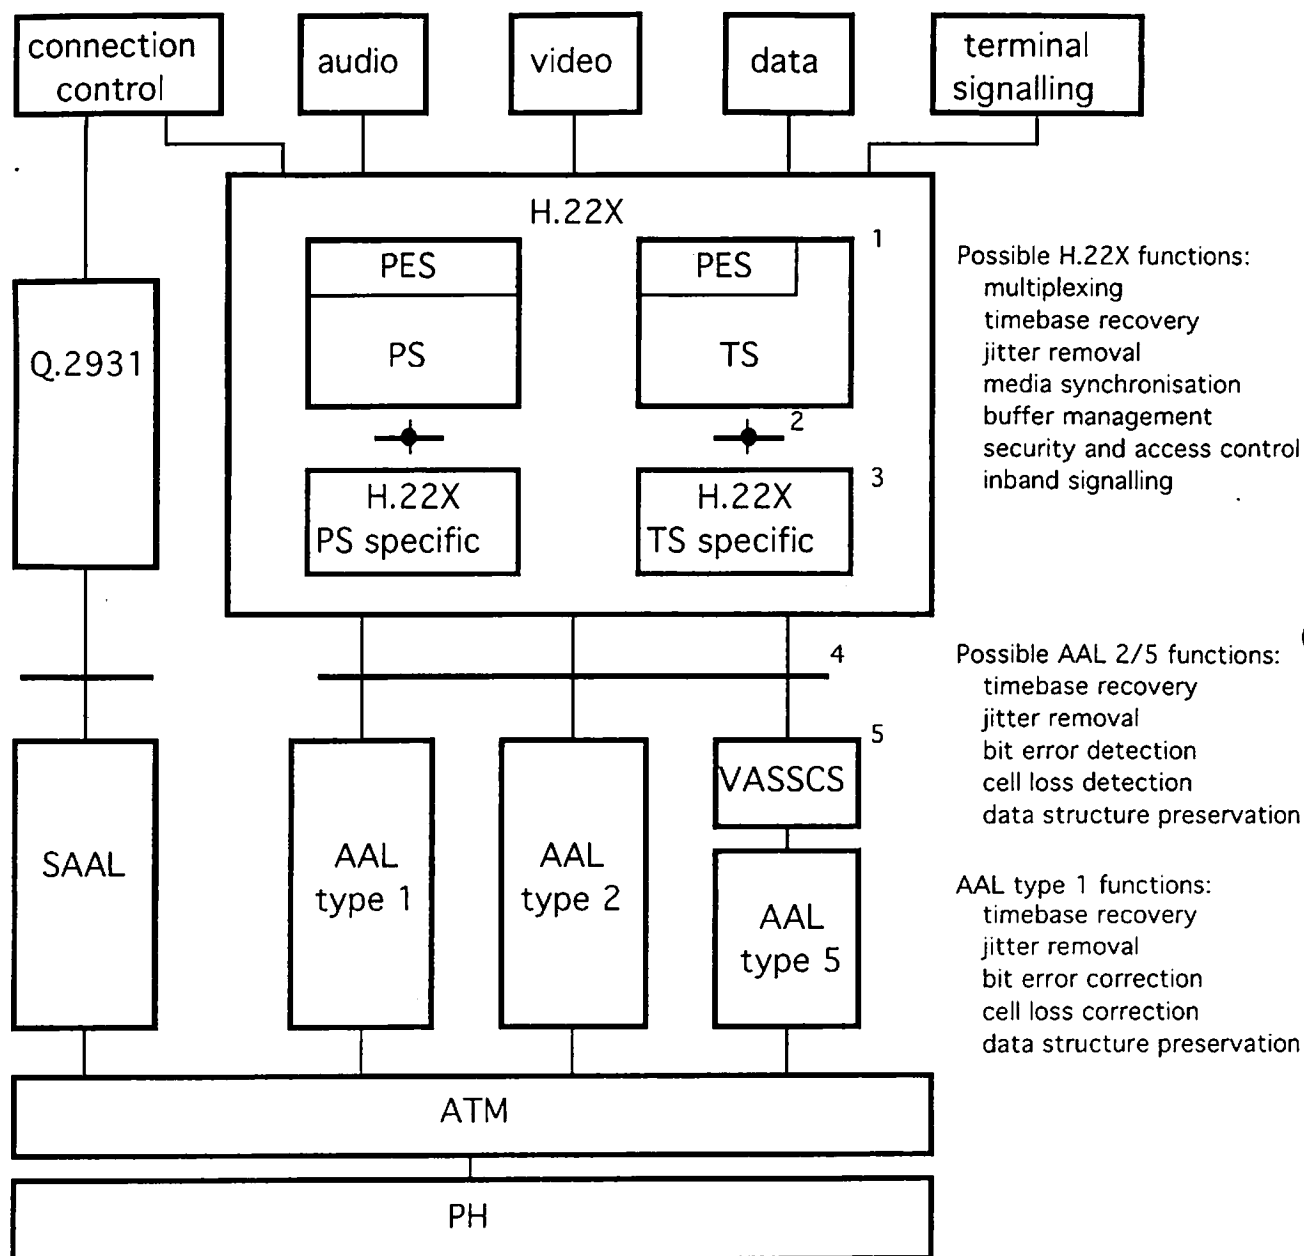 connection
control
audio
video
data
terminal
signalling
H.22X
1
PES
PS
PES
TS
2
H.22X
PS specific
H.22X
TS specific
3
Q.2931
Possible H.22X functions:
multiplexing
timebase recovery
jitter removal
media synchronisation
buffer management
security and access control
inband signalling
4
Possible AAL 2/5 functions:
timebase recovery
jitter removal
bit error detection
cell loss detection
data structure preservation
5
SAAL
AAL
type 1
AAL
type 2
VASSCS
AAL
type 5
AAL type 1 functions:
timebase recovery
jitter removal
bit error correction
cell loss correction
data structure preservation
ATM
PH